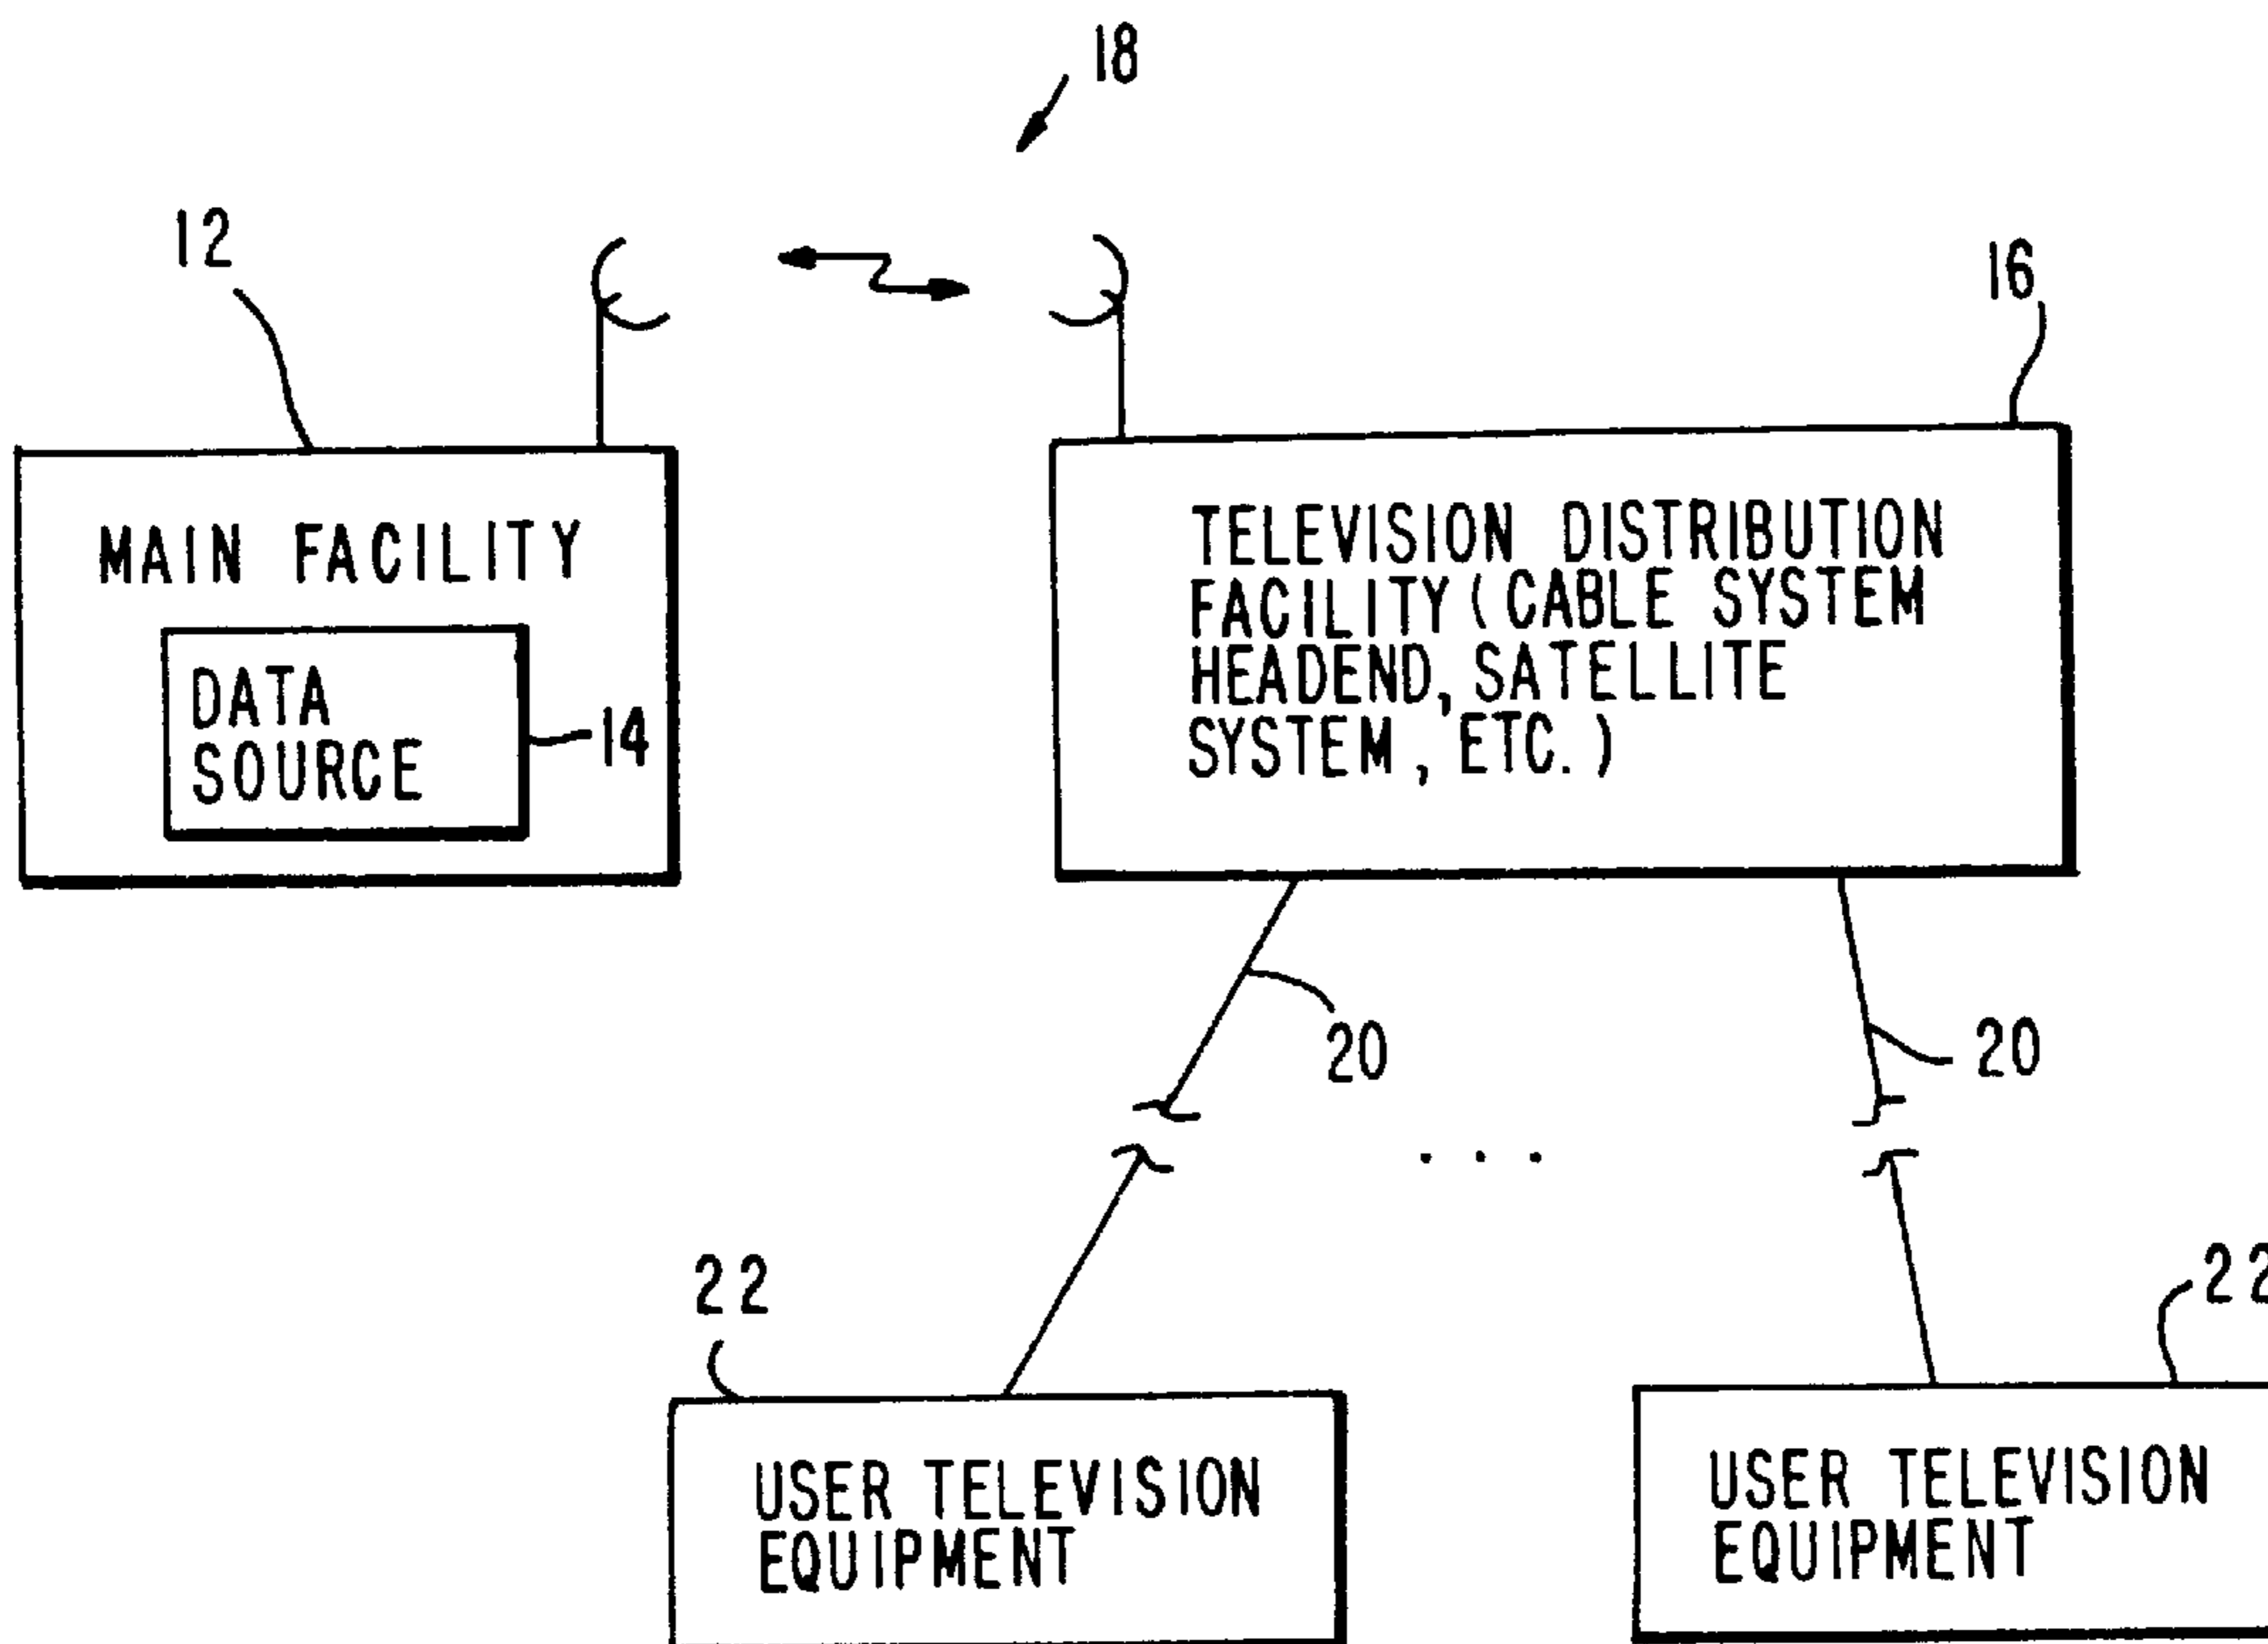 18
12
16
MAIN FACILITY
DATA
SOURCE
14
TELEVISION DISTRIBUTION
FACILITY (CABLE SYSTEM
HEADEND, SATELLITE
SYSTEM, ETC.)
20
20
. . .
22
22
USER TELEVISION
EQUIPMENT
USER TELEVISION
EQUIPMENT